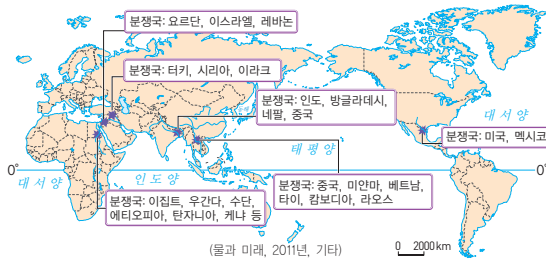 분쟁국: 요르단, 이스라엘, 레바논
분쟁국: 터키, 시리아, 이라크
분쟁국: 인도, 방글라데시,
네팔, 중국
대서양
분쟁국: 미국, 멕시코
태평양
0°
0°
대서양
인도양
분쟁국: 중국, 미얀마, 베트남,
타이, 캄보디아, 라오스
분쟁국: 이집트, 우간다, 수단,
에티오피아, 탄자니아, 케냐 등
(물과 미래, 2011년, 기타)
0 2000 km